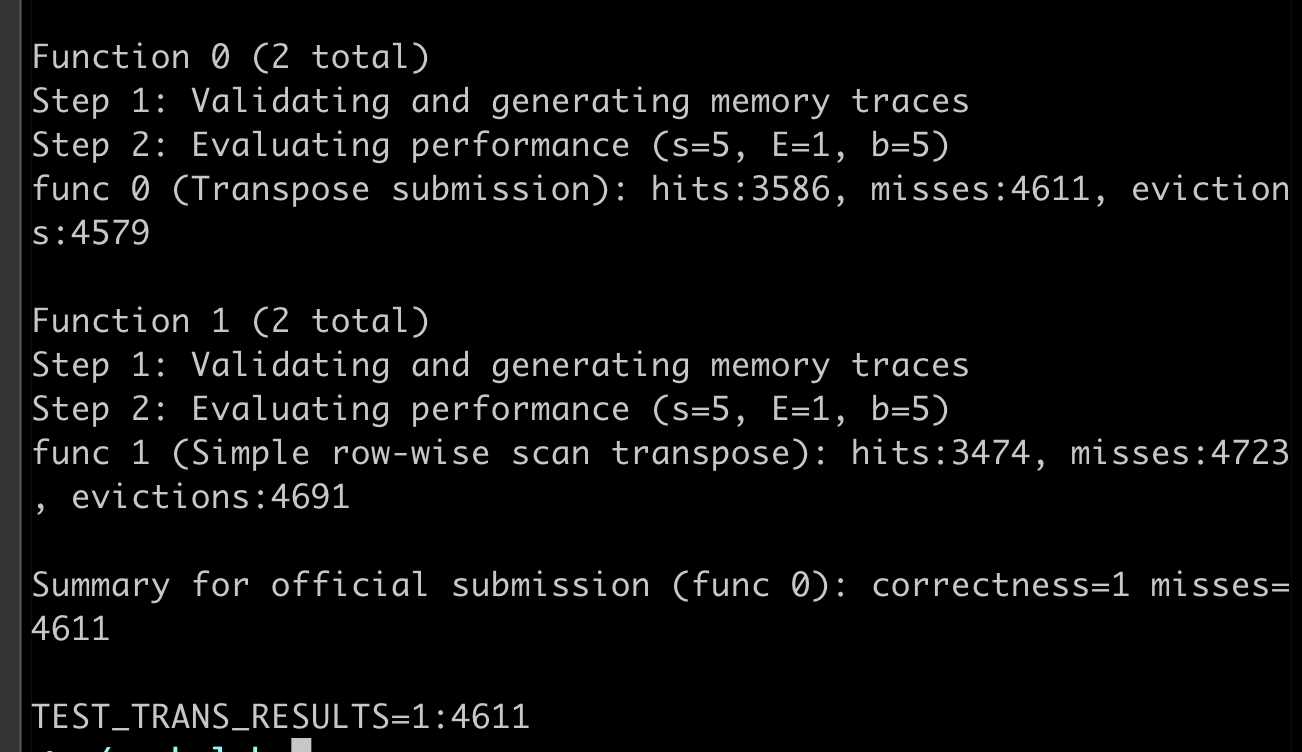 Function 0 (2 total)
Step 1: Validating and generating memory traces
Step 2: Evaluating performance (s=5, E=1, b=5)
func 0 (Transpose submission): hits:3586, misses:4611, eviction
s:4579
Function 1 (2 total)
Step 1: Validating and generating memory traces
Step 2: Evaluating performance (s=5, E=1, b=5)
func 1 (Simple row-wise scan transpose): hits:3474, misses:4723
, evictions:4691
Summary for official submission (func 0): correctness=1 misses=
4611
TEST_TRANS_RESULTS=1:4611